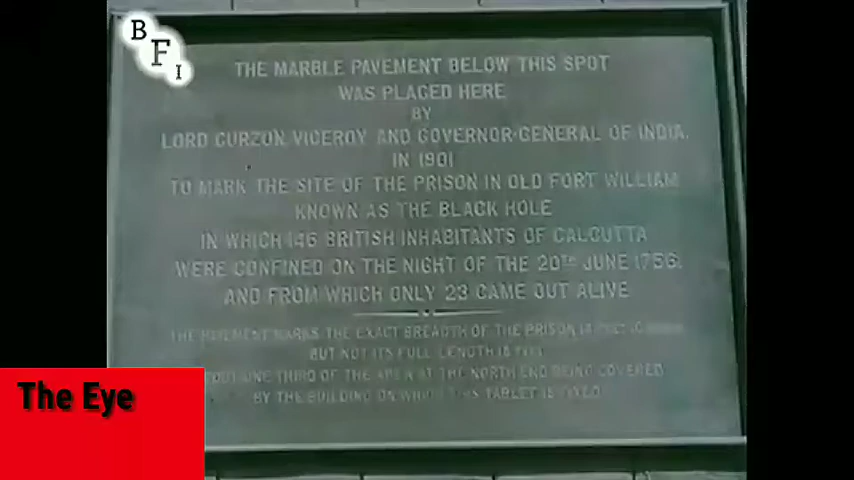 BFI
THE MARBLE PAVEMENT BELOW THIS SPOT
WAS PLACED HERE
BY
LORD CURZON, VICEROY AND GOVERNOR-GENERAL OF INDIA,
IN 1901
TO MARK THE SITE OF THE PRISON IN OLD FORT WILLIAM
KNOWN AS THE BLACK HOLE
IN WHICH 146 BRITISH INHABITANTS OF CALCUTTA
WERE CONFINED ON THE NIGHT OF THE 20TH JUNE 1756,
AND FROM WHICH ONLY 23 CAME OUT ALIVE
THE PAVEMENT MARKS THE EXACT BREADTH OF THE PRISON
BUT NOT ITS FULL LENGTH
ONE THIRD OF THE AREA AT THE NORTH END BEING COVERED
BY THE BUILDING ON WHICH THIS TABLET IS FIXED
The Eye